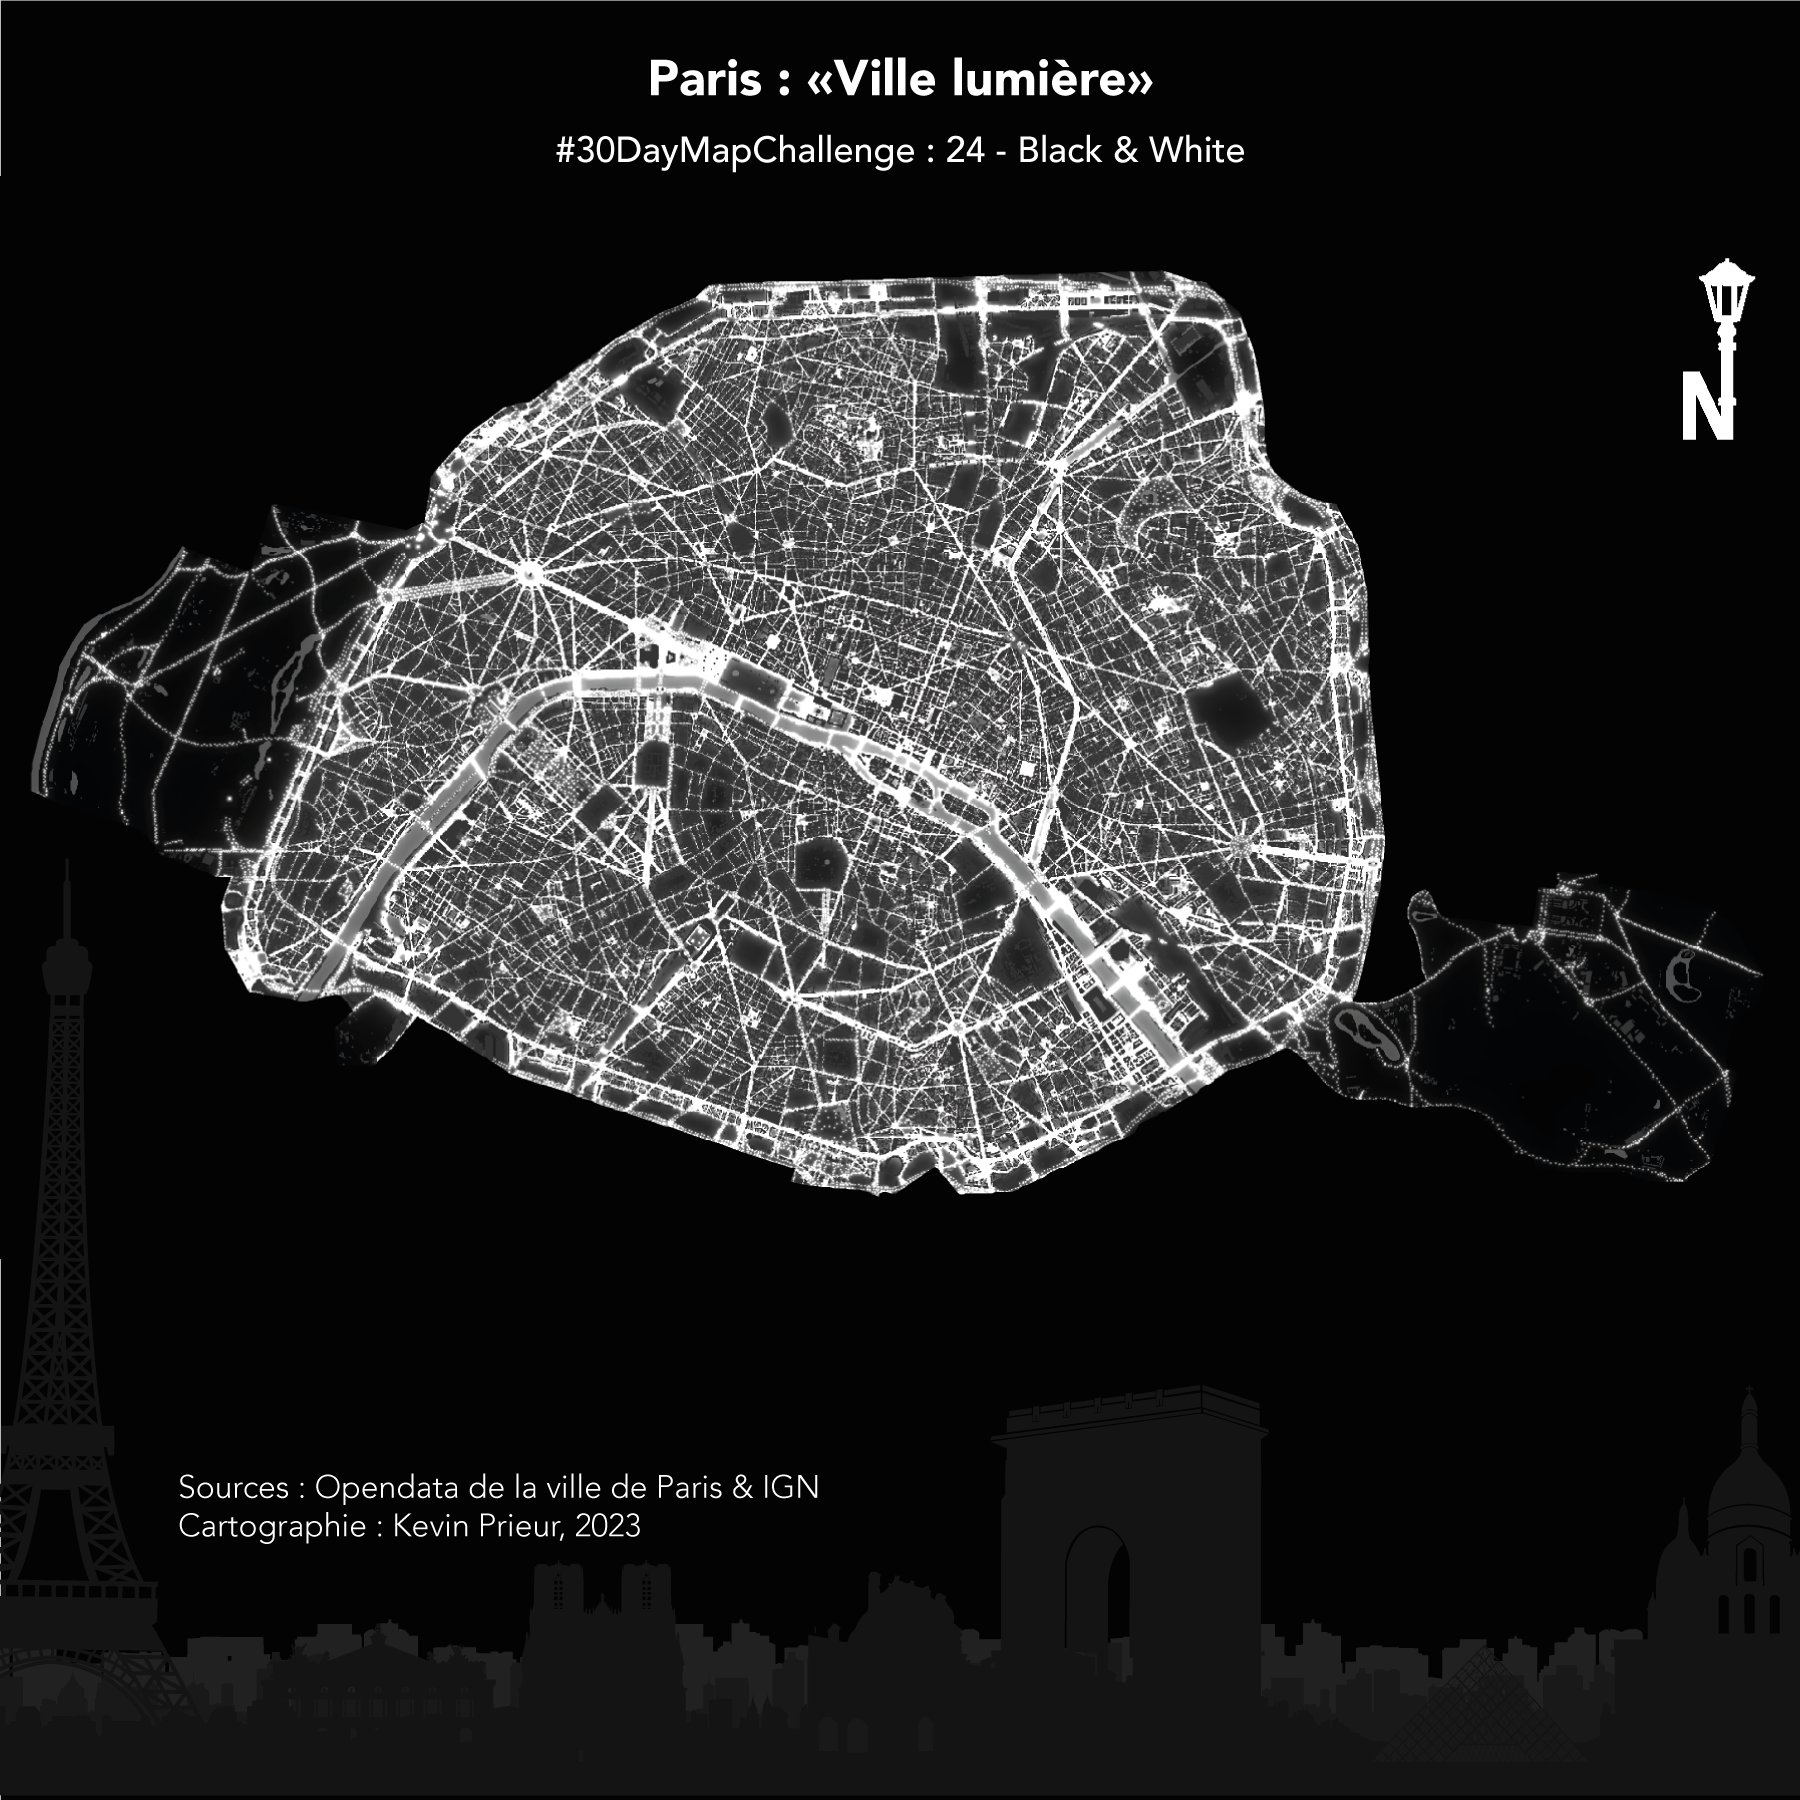 Paris : «Ville lumière»
#30DayMapChallenge : 24 - Black & White
N
Sources : Opendata de la ville de Paris & IGN
Cartographie : Kevin Prieur, 2023